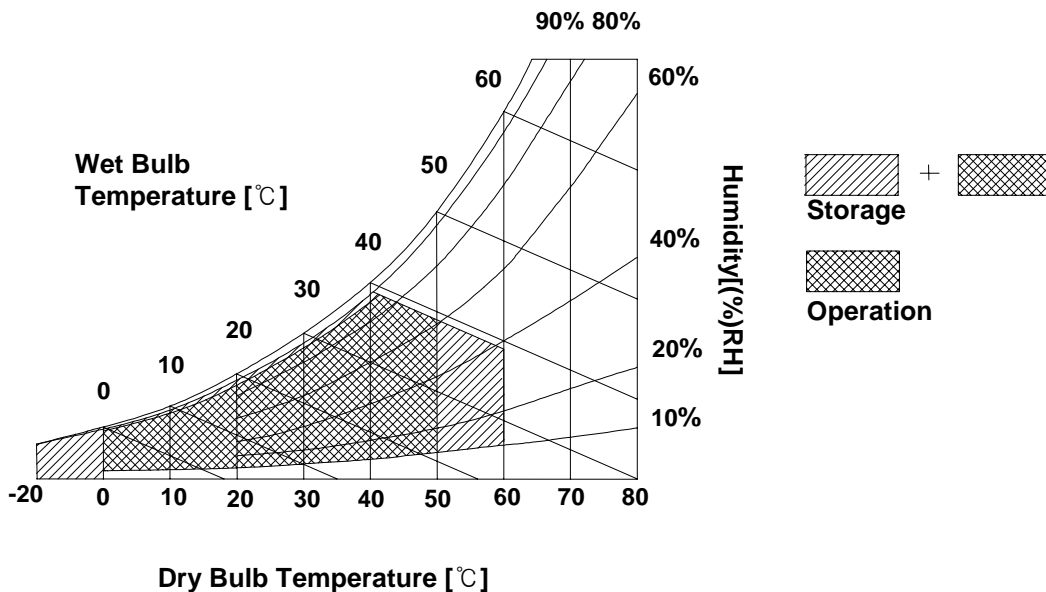 90% 80%
60
60%
Wet Bulb
Temperature [℃]
50
40
30
20
10
0
Humidity[(%)RH]
40%
20%
10%
+
Storage
Operation
-20 0 10 20 30 40 50 60 70 80
Dry Bulb Temperature [℃]